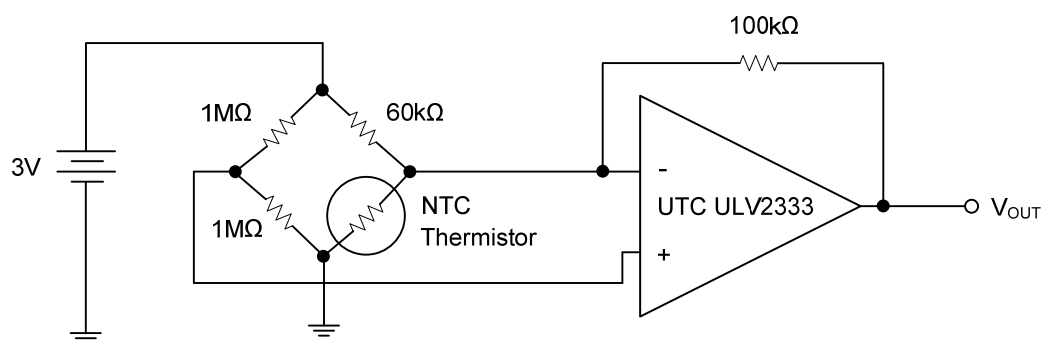 100kΩ
1MΩ
60kΩ
3V
1MΩ
NTC
Thermistor
-
UTC ULV2333
+
VOUT